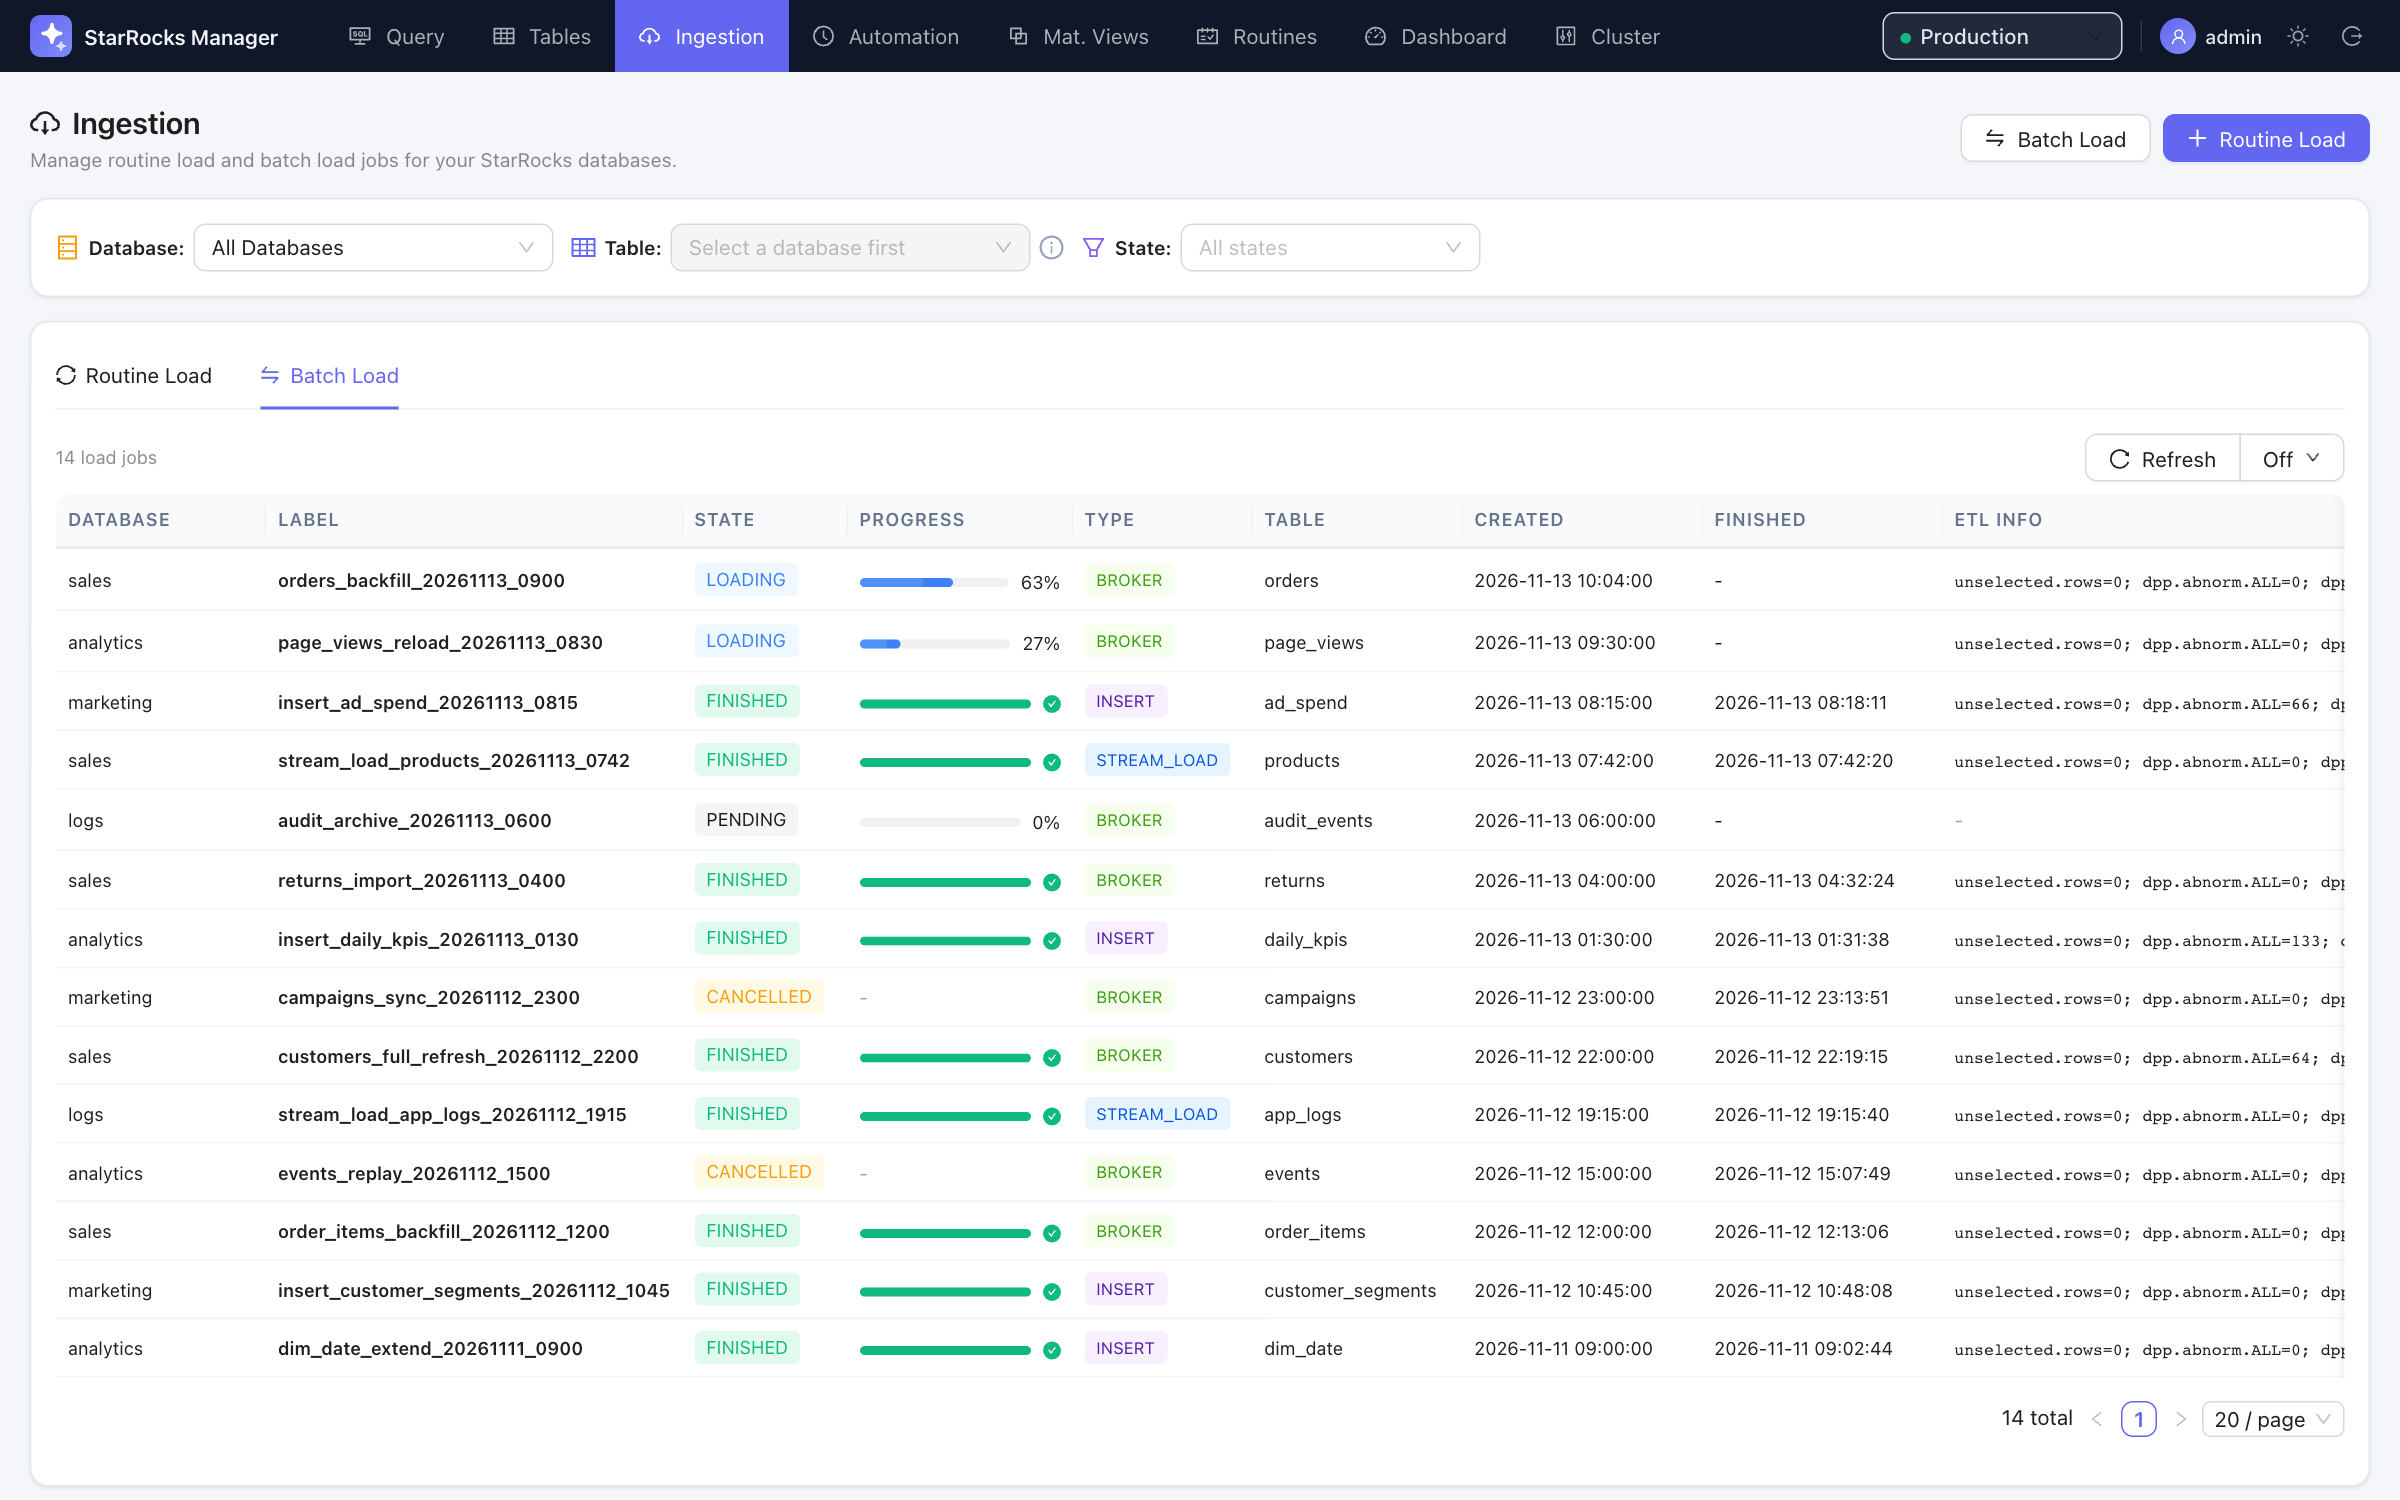 StarRocks Manager Query Tables Ingestion Automation Mat. Views Routines Dashboard Cluster Production admin
Ingestion
Manage routine load and batch load jobs for your StarRocks databases.
Batch Load Routine Load
Database: All Databases Table: Select a database first State: All states
Routine Load Batch Load
14 load jobs
Refresh Off
DATABASE LABEL STATE PROGRESS TYPE TABLE CREATED FINISHED ETL INFO
sales orders_backfill_20261113_0900 LOADING 63% BROKER orders 2026-11-13 10:04:00 - unselected.rows=0; dpp.abnorm.ALL=0; dpp
analytics page_views_reload_20261113_0830 LOADING 27% BROKER page_views 2026-11-13 09:30:00 - unselected.rows=0; dpp.abnorm.ALL=0; dpp
marketing insert_ad_spend_20261113_0815 FINISHED INSERT ad_spend 2026-11-13 08:15:00 2026-11-13 08:18:11 unselected.rows=0; dpp.abnorm.ALL=66; dp
sales stream_load_products_20261113_0742 FINISHED STREAM_LOAD products 2026-11-13 07:42:00 2026-11-13 07:42:20 unselected.rows=0; dpp.abnorm.ALL=0; dpp
logs audit_archive_20261113_0600 PENDING 0% BROKER audit_events 2026-11-13 06:00:00 - -
sales returns_import_20261113_0400 FINISHED BROKER returns 2026-11-13 04:00:00 2026-11-13 04:32:24 unselected.rows=0; dpp.abnorm.ALL=0; dpp
analytics insert_daily_kpis_20261113_0130 FINISHED INSERT daily_kpis 2026-11-13 01:30:00 2026-11-13 01:31:38 unselected.rows=0; dpp.abnorm.ALL=133;
marketing campaigns_sync_20261112_2300 CANCELLED - BROKER campaigns 2026-11-12 23:00:00 2026-11-12 23:13:51 unselected.rows=0; dpp.abnorm.ALL=0; dpp
sales customers_full_refresh_20261112_2200 FINISHED BROKER customers 2026-11-12 22:00:00 2026-11-12 22:19:15 unselected.rows=0; dpp.abnorm.ALL=64; dp
logs stream_load_app_logs_20261112_1915 FINISHED STREAM_LOAD app_logs 2026-11-12 19:15:00 2026-11-12 19:15:40 unselected.rows=0; dpp.abnorm.ALL=0; dpp
analytics events_replay_20261112_1500 CANCELLED - BROKER events 2026-11-12 15:00:00 2026-11-12 15:07:49 unselected.rows=0; dpp.abnorm.ALL=0; dpp
sales order_items_backfill_20261112_1200 FINISHED BROKER order_items 2026-11-12 12:00:00 2026-11-12 12:13:06 unselected.rows=0; dpp.abnorm.ALL=0; dpp
marketing insert_customer_segments_20261112_1045 FINISHED INSERT customer_segments 2026-11-12 10:45:00 2026-11-12 10:48:08 unselected.rows=0; dpp.abnorm.ALL=0; dpp
analytics dim_date_extend_20261111_0900 FINISHED INSERT dim_date 2026-11-11 09:00:00 2026-11-11 09:02:44 unselected.rows=0; dpp.abnorm.ALL=0; dpp
14 total 1 20 / page